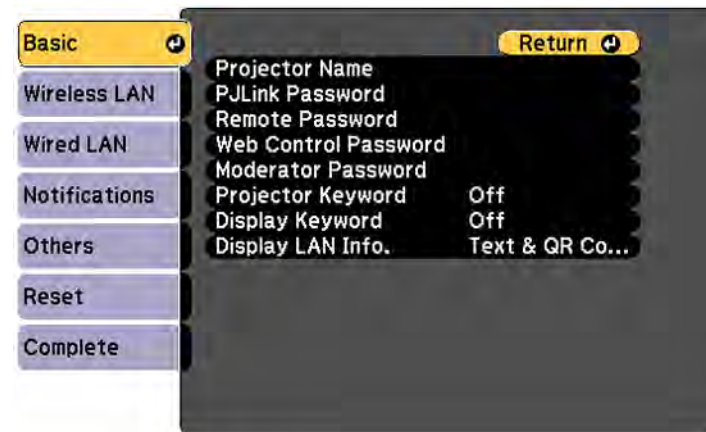 Basic
Wireless LAN
Wired LAN
Notifications
Others
Reset
Complete
Return
Projector Name
PJLink Password
Remote Password
Web Control Password
Moderator Password
Projector Keyword Off
Display Keyword Off
Display LAN Info. Text & QR Co...